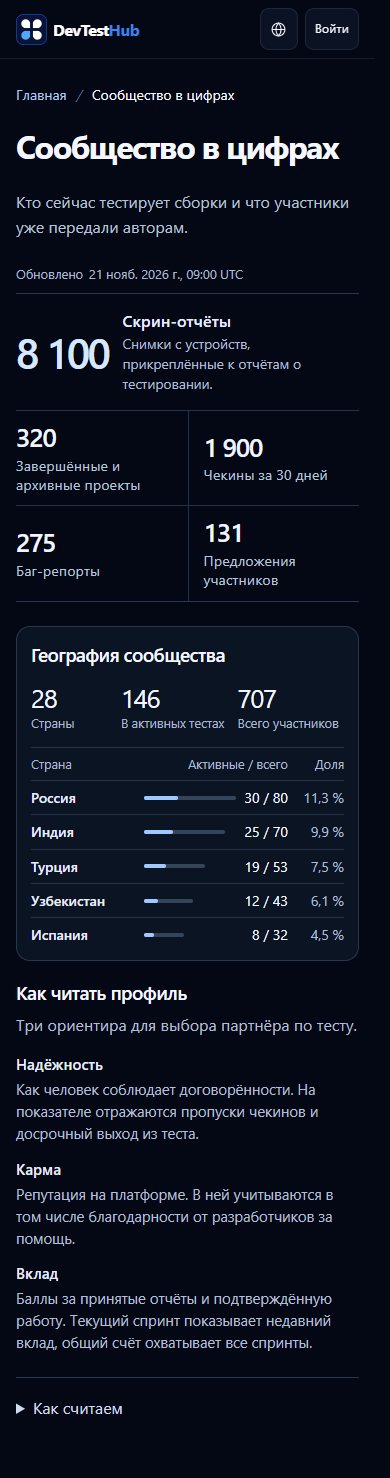 DevTestHub
Войти
Главная / Сообщество в цифрах
Сообщество в цифрах
Кто сейчас тестирует сборки и что участники
уже передали авторам.
Обновлено 21 нояб. 2026 г., 09:00 UTC
8 100
Скрин-отчёты
Снимки с устройств,
прикреплённые к отчётам о
тестировании.
320
Завершённые и
архивные проекты
1 900
Чекины за 30 дней
275
Баг-репорты
131
Предложения
участников
География сообщества
28 146 707
Страны В активных тестах Всего участников
Страна Активные / всего Доля
Россия 30 / 80 11,3 %
Индия 25 / 70 9,9 %
Турция 19 / 53 7,5 %
Узбекистан 12 / 43 6,1 %
Испания 8 / 32 4,5 %
Как читать профиль
Три ориентира для выбора партнёра по тесту.
Надёжность
Как человек соблюдает договорённости. На
показателе отражаются пропуски чекинов и
досрочный выход из теста.
Карма
Репутация на платформе. В ней учитываются в
том числе благодарности от разработчиков за
помощь.
Вклад
Баллы за принятые отчёты и подтверждённую
работу. Текущий спринт показывает недавний
вклад, общий счёт охватывает все спринты.
Как считаем